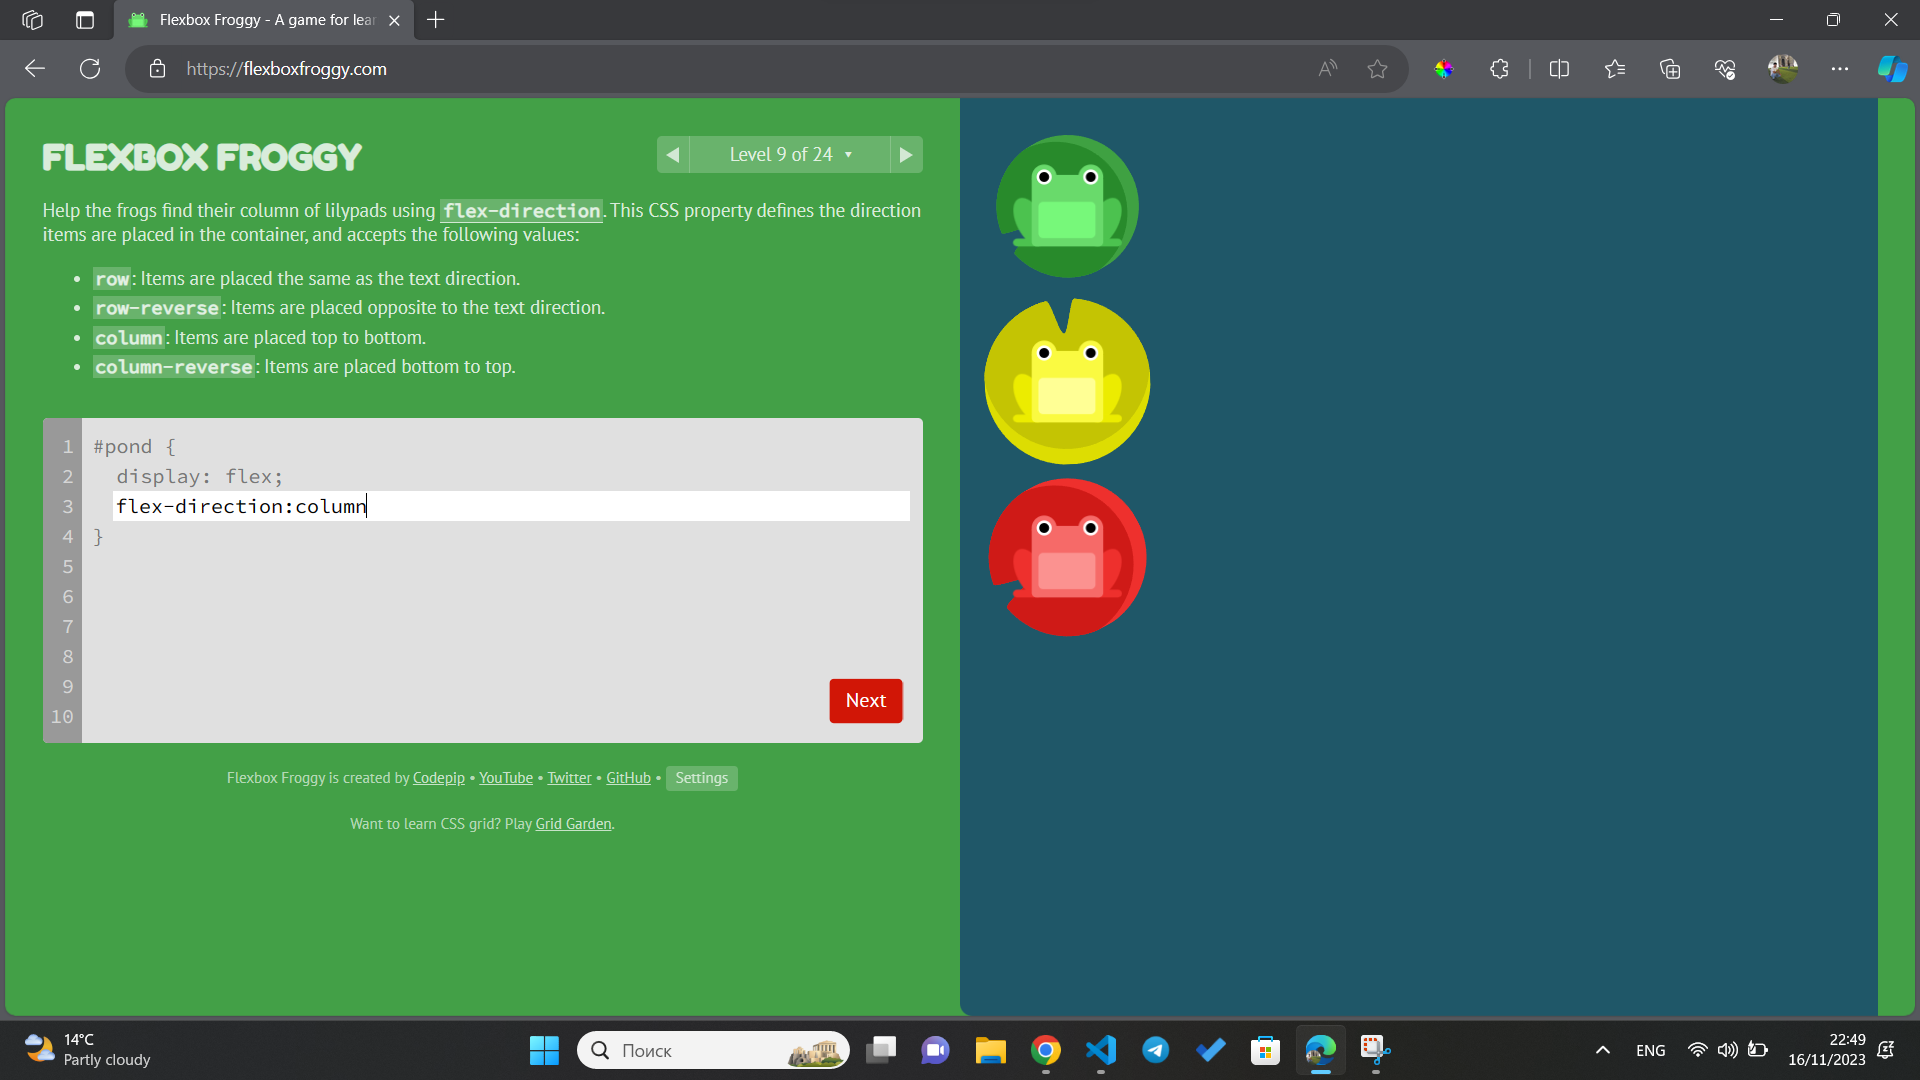 Flexbox Froggy - A game for lear
https://flexboxfroggy.com
FLEXBOX FROGGY
Level 9 of 24
Help the frogs find their column of lilypads using flex-direction. This CSS property defines the direction
items are placed in the container, and accepts the following values:
row: Items are placed the same as the text direction.
row-reverse: Items are placed opposite to the text direction.
column: Items are placed top to bottom.
column-reverse: Items are placed bottom to top.
1 #pond {
2 display: flex;
3 flex-direction:column
4 }
5
6
7
8
9
10
Next
Flexbox Froggy is created by Codepip • YouTube • Twitter • GitHub • Settings
Want to learn CSS grid? Play Grid Garden.
14°C
Partly cloudy
Поиск
ENG
22:49
16/11/2023